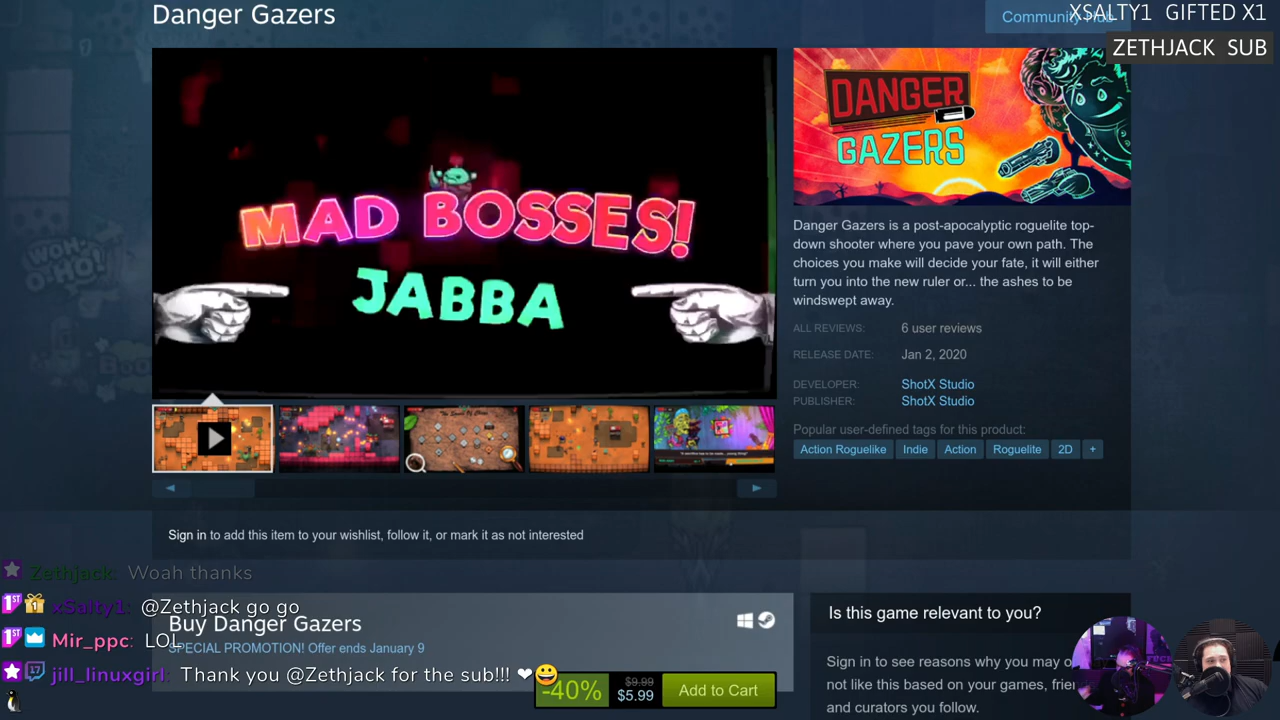 Danger Gazers
Community Hub
XSALTY1 GIFTED X1
ZETHJACK SUB
MAD BOSSES!
JABBA
DANGER
GAZERS
Danger Gazers is a post-apocalyptic roguelite top-
down shooter where you pave your own path. The
choices you make will decide your fate, it will either
turn you into the new ruler or... the ashes to be
windswept away.
ALL REVIEWS: 6 user reviews
RELEASE DATE: Jan 2, 2020
DEVELOPER: ShotX Studio
PUBLISHER: ShotX Studio
Popular user-defined tags for this product:
Action Roguelike Indie Action Roguelite 2D +
Sign in to add this item to your wishlist, follow it, or mark it as not interested
Zethjack: Woah thanks
xSalty1: @Zethjack go go
Buy Danger Gazers
Mir_ppc: LOL
SPECIAL PROMOTION! Offer ends January 9
jill_linuxgirl: Thank you @Zethjack for the sub!!! ❤😀
-40% $9.99 $5.99 Add to Cart
Is this game relevant to you?
Sign in to see reasons why you may o
not like this based on your games, frie
and curators you follow.